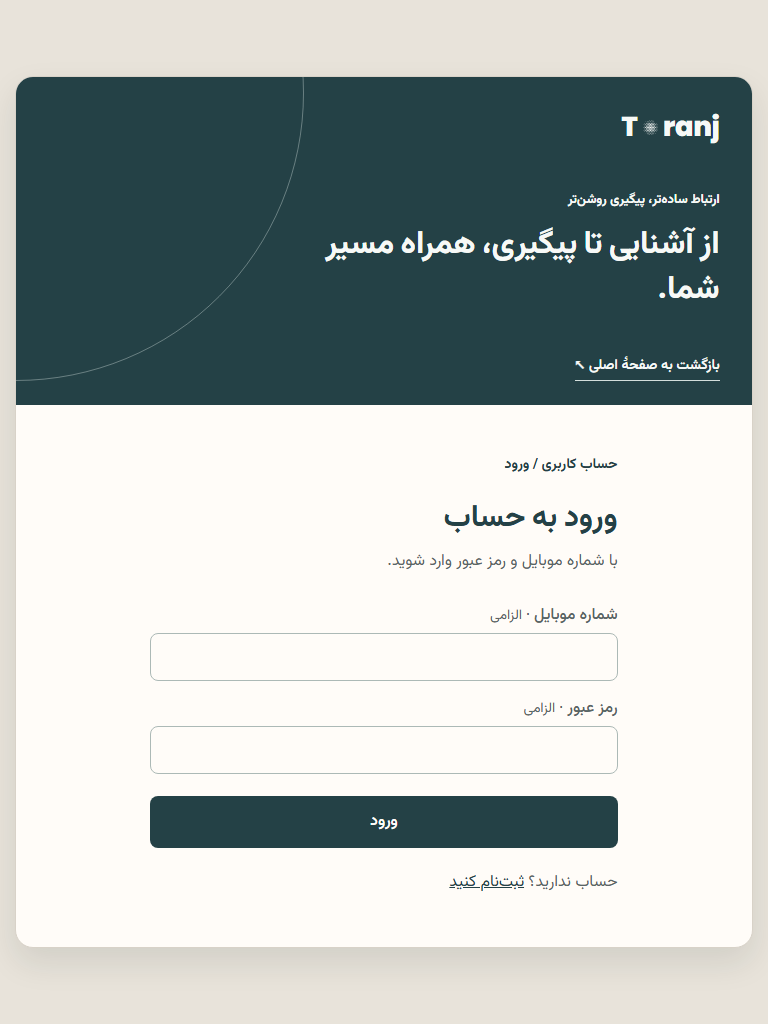 T ranj
ارتباط ساده‌تر، پیگیری روشن‌تر
از آشنایی تا پیگیری، همراه مسیر
شما.
بازگشت به صفحهٔ اصلی ↖
حساب کاربری / ورود
ورود به حساب
با شماره موبایل و رمز عبور وارد شوید.
شماره موبایل · الزامی
رمز عبور · الزامی
ورود
حساب ندارید؟ ثبت‌نام کنید